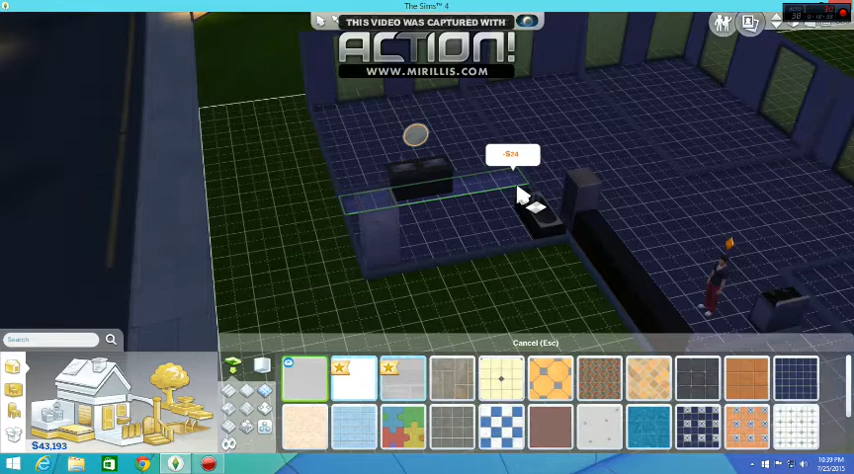 The Sims™ 4
THIS VIDEO WAS CAPTURED WITH
ACTION!
WWW.MIRILLIS.COM
-§24
Cancel (Esc)
Search
§43,193
10:39 PM
7/25/2015